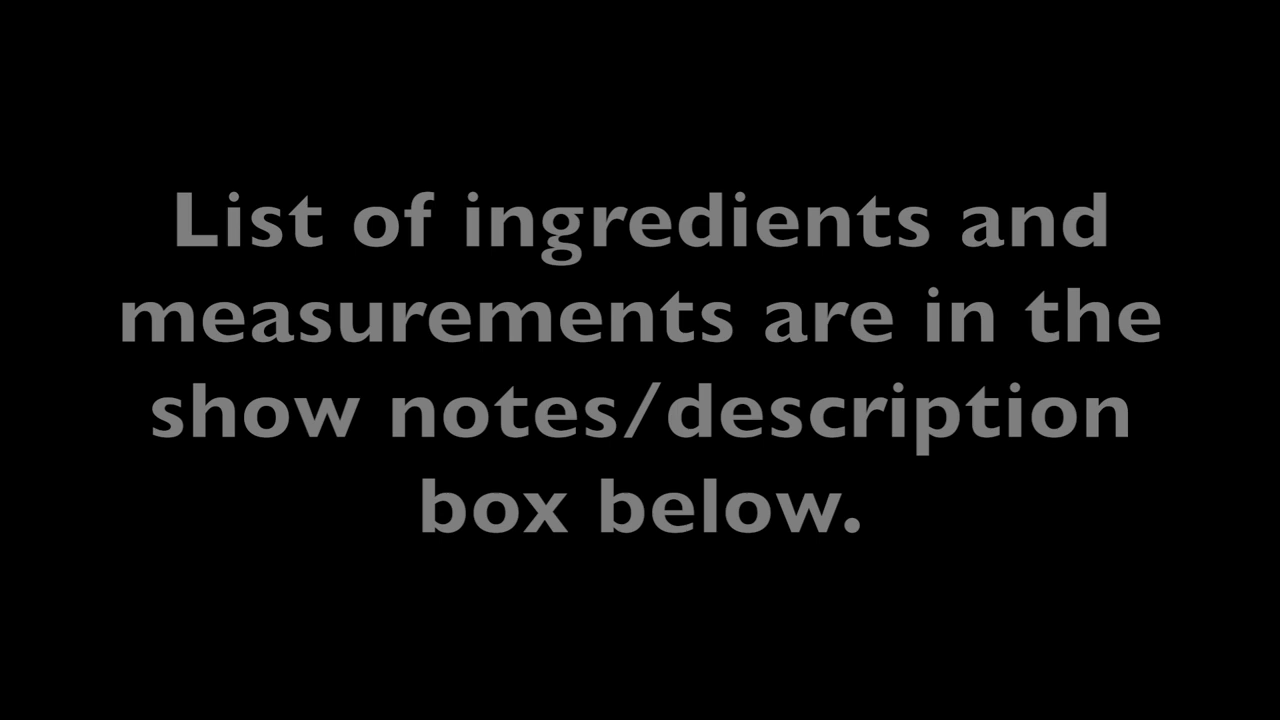 List of ingredients and
measurements are in the
show notes/description
box below.